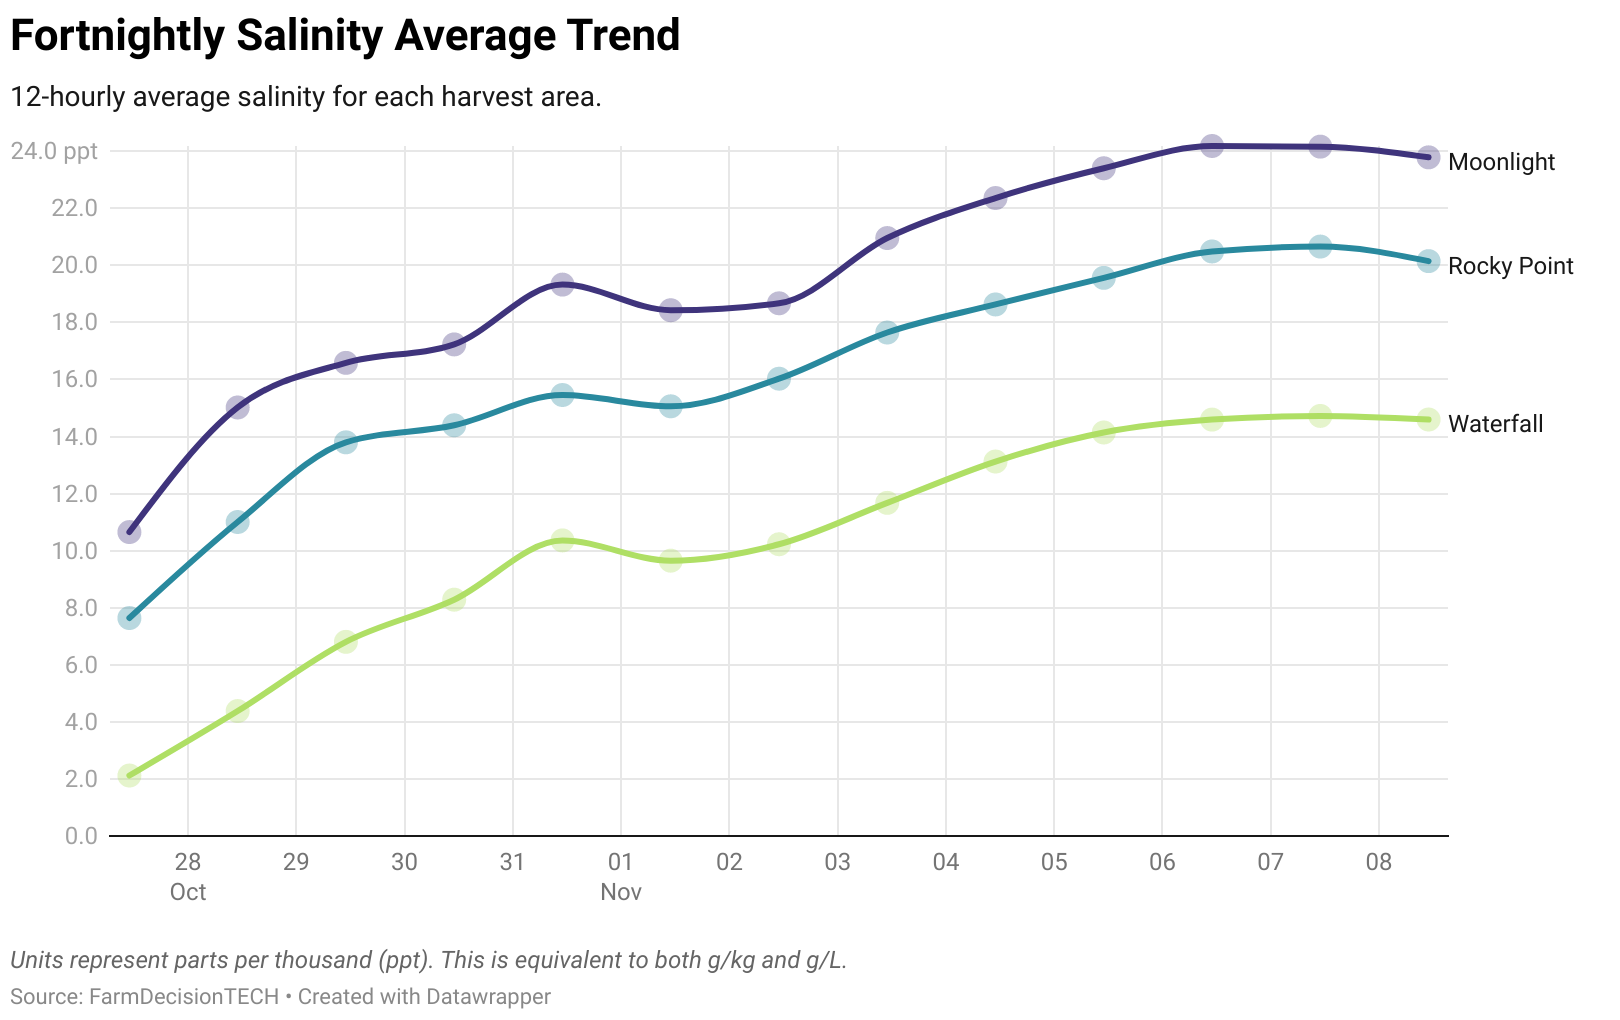 Fortnightly Salinity Average Trend
12-hourly average salinity for each harvest area.
24.0 ppt
22.0
20.0
18.0
16.0
14.0
12.0
10.0
8.0
6.0
4.0
2.0
0.0
Moonlight
Rocky Point
Waterfall
28 29 30 31 01 02 03 04 05 06 07 08
Oct Nov
Units represent parts per thousand (ppt). This is equivalent to both g/kg and g/L.
Source: FarmDecisionTECH • Created with Datawrapper